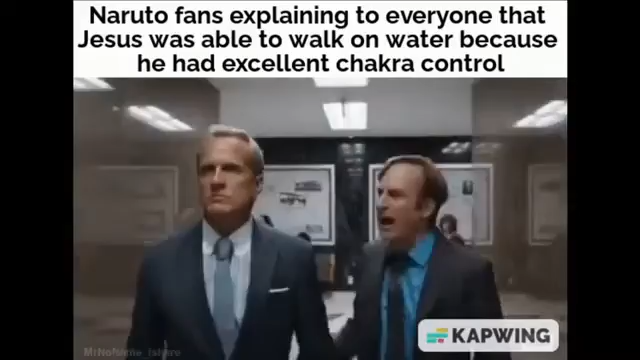 Naruto fans explaining to everyone that
Jesus was able to walk on water because
he had excellent chakra control
KAPWING